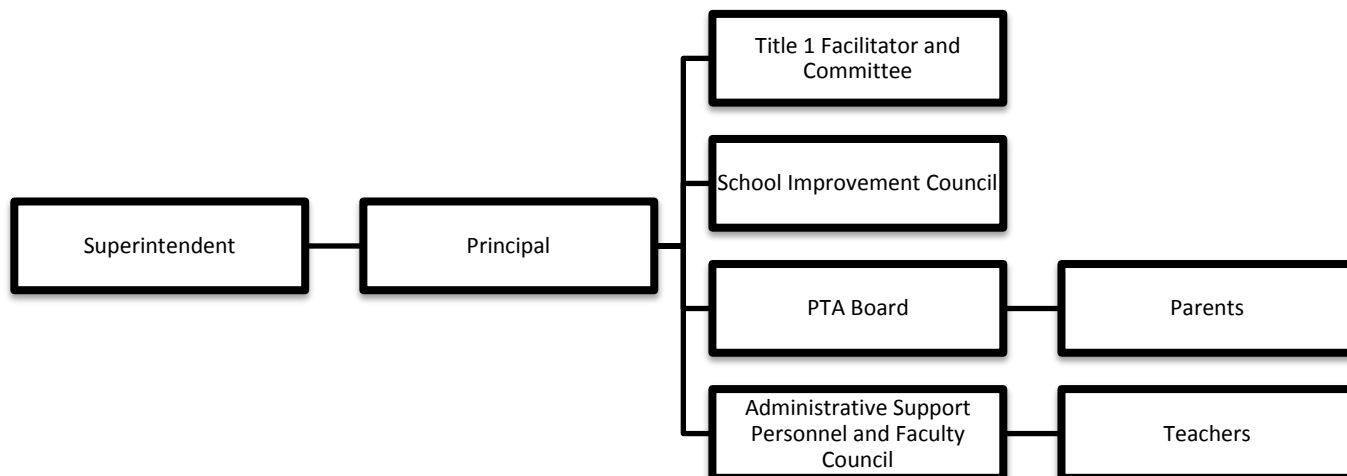 Title 1 Facilitator and
Committee
School Improvement Council
Superintendent
Principal
PTA Board
Parents
Administrative Support
Personnel and Faculty
Council
Teachers